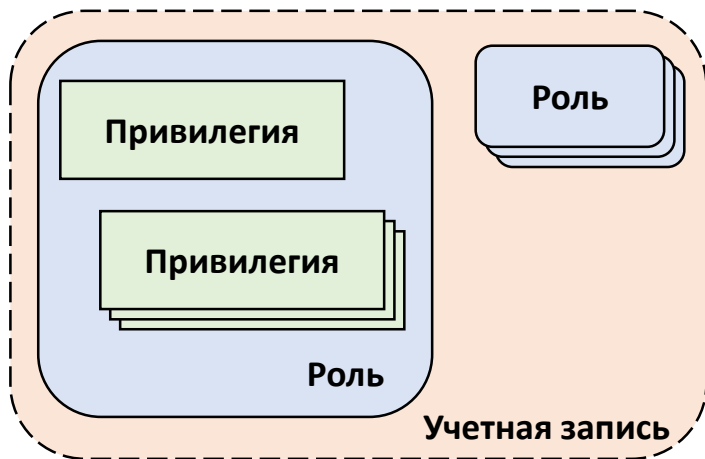 Привилегия
Роль
Привилегия
Роль
Учетная запись